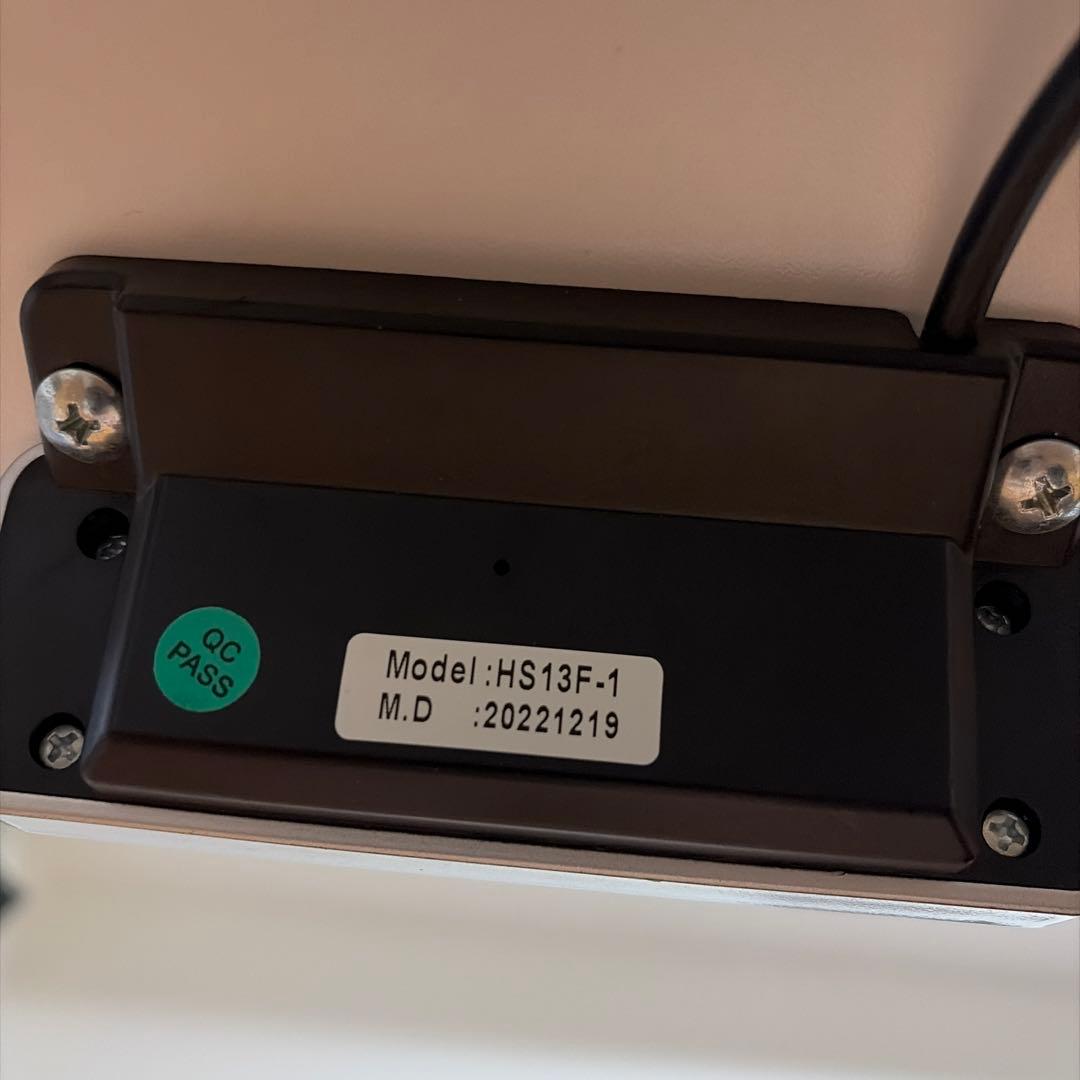 QC
PASS
Model :HS13F-1
M.D :20221219